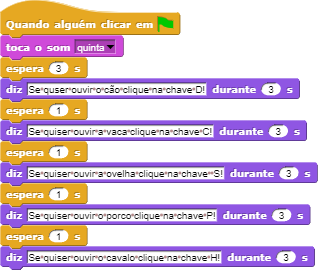 Quando alguém clicar em
toca o som quinta
espera 3 s
diz Se quiser ouvir o cão clique na chave D! durante 3 s
espera 1 s
diz Se quiser ouvir a vaca clique na chave C! durante 3 s
espera 1 s
diz Se quiser ouvir a ovelha clique na chave S! durante 3 s
espera 1 s
diz Se quiser ouvir o porco clique na chave P! durante 3 s
espera 1 s
diz Se quiser ouvir o cavalo clique na chave H! durante 3 s